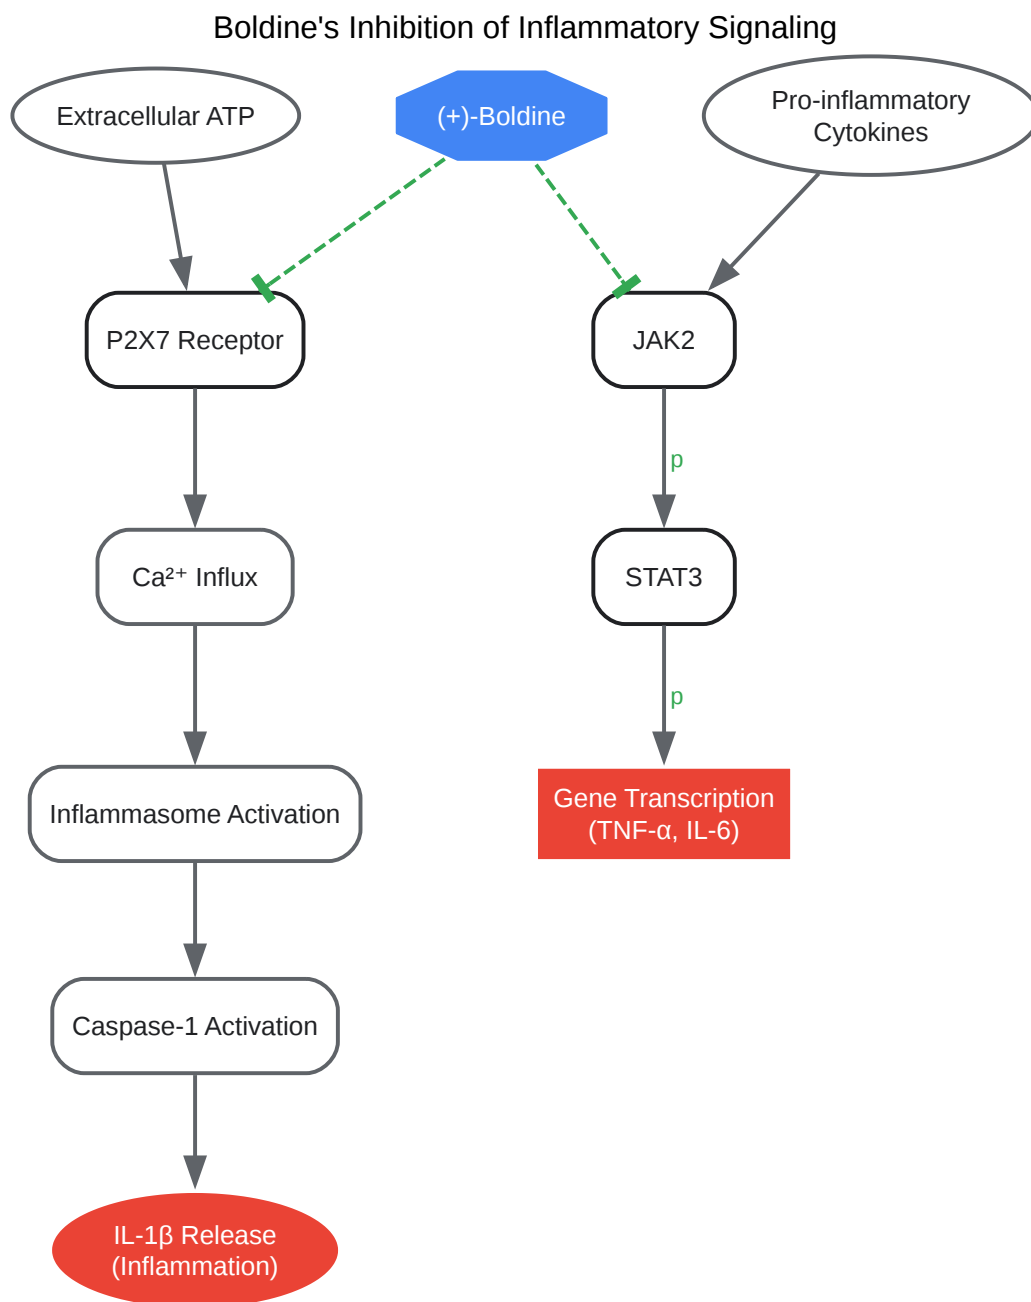 Boldine's Inhibition of Inflammatory Signaling
Extracellular ATP
(+)-Boldine
Pro-inflammatory
Cytokines
P2X7 Receptor
JAK2
p
Ca²⁺ Influx
STAT3
p
Inflammasome Activation
Gene Transcription
(TNF-α, IL-6)
Caspase-1 Activation
IL-1β Release
(Inflammation)